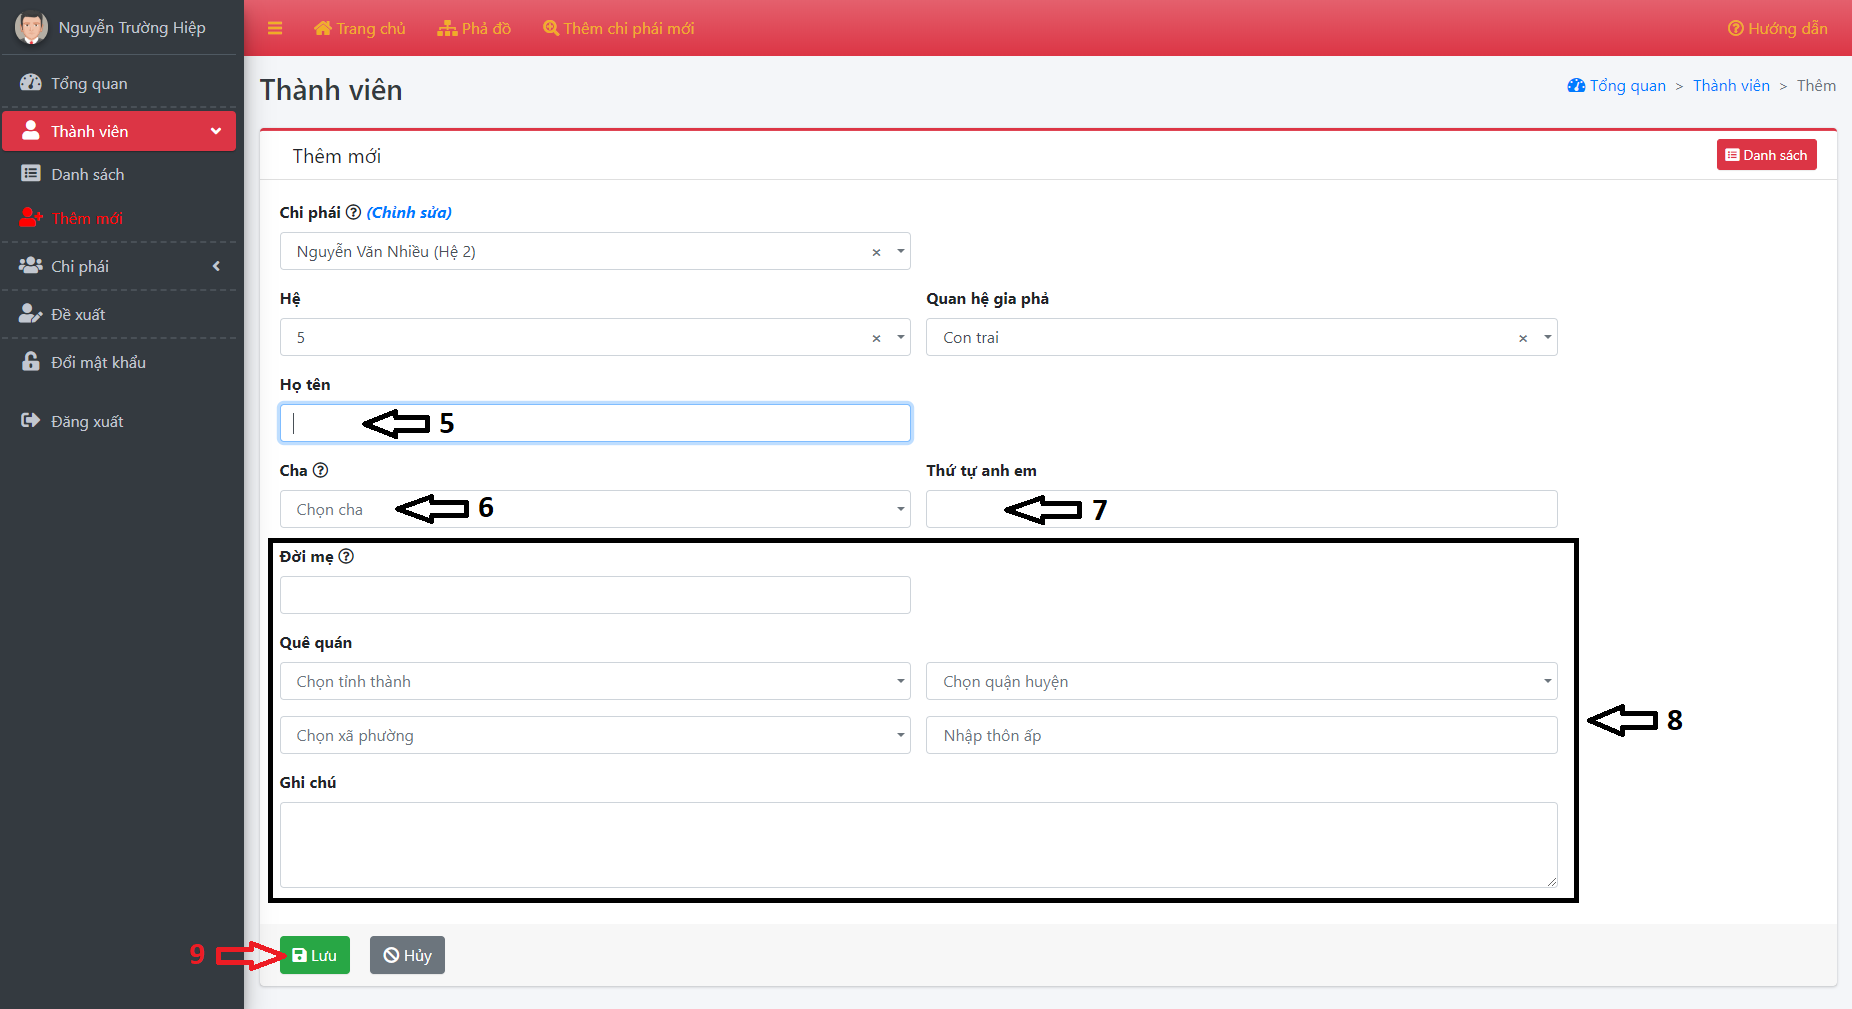 Nguyễn Trường Hiệp
Trang chủ
Phả đồ
Thêm chi phái mới
Hướng dẫn
Tổng quan
Thành viên
Danh sách
Thêm mới
Chi phái
Đề xuất
Đổi mật khẩu
Đăng xuất
Thành viên
Tổng quan > Thành viên > Thêm
Thêm mới
Danh sách
Chi phái (Chỉnh sửa)
Nguyễn Văn Nhiều (Hệ 2) ×
Hệ
Quan hệ gia phả
5 ×
Con trai ×
Họ tên
5
Cha
Thứ tự anh em
Chọn cha 6
7
Đời mẹ
Quê quán
Chọn tỉnh thành
Chọn quận huyện
8
Chọn xã phường
Nhập thôn ấp
Ghi chú
9
Lưu
Hủy